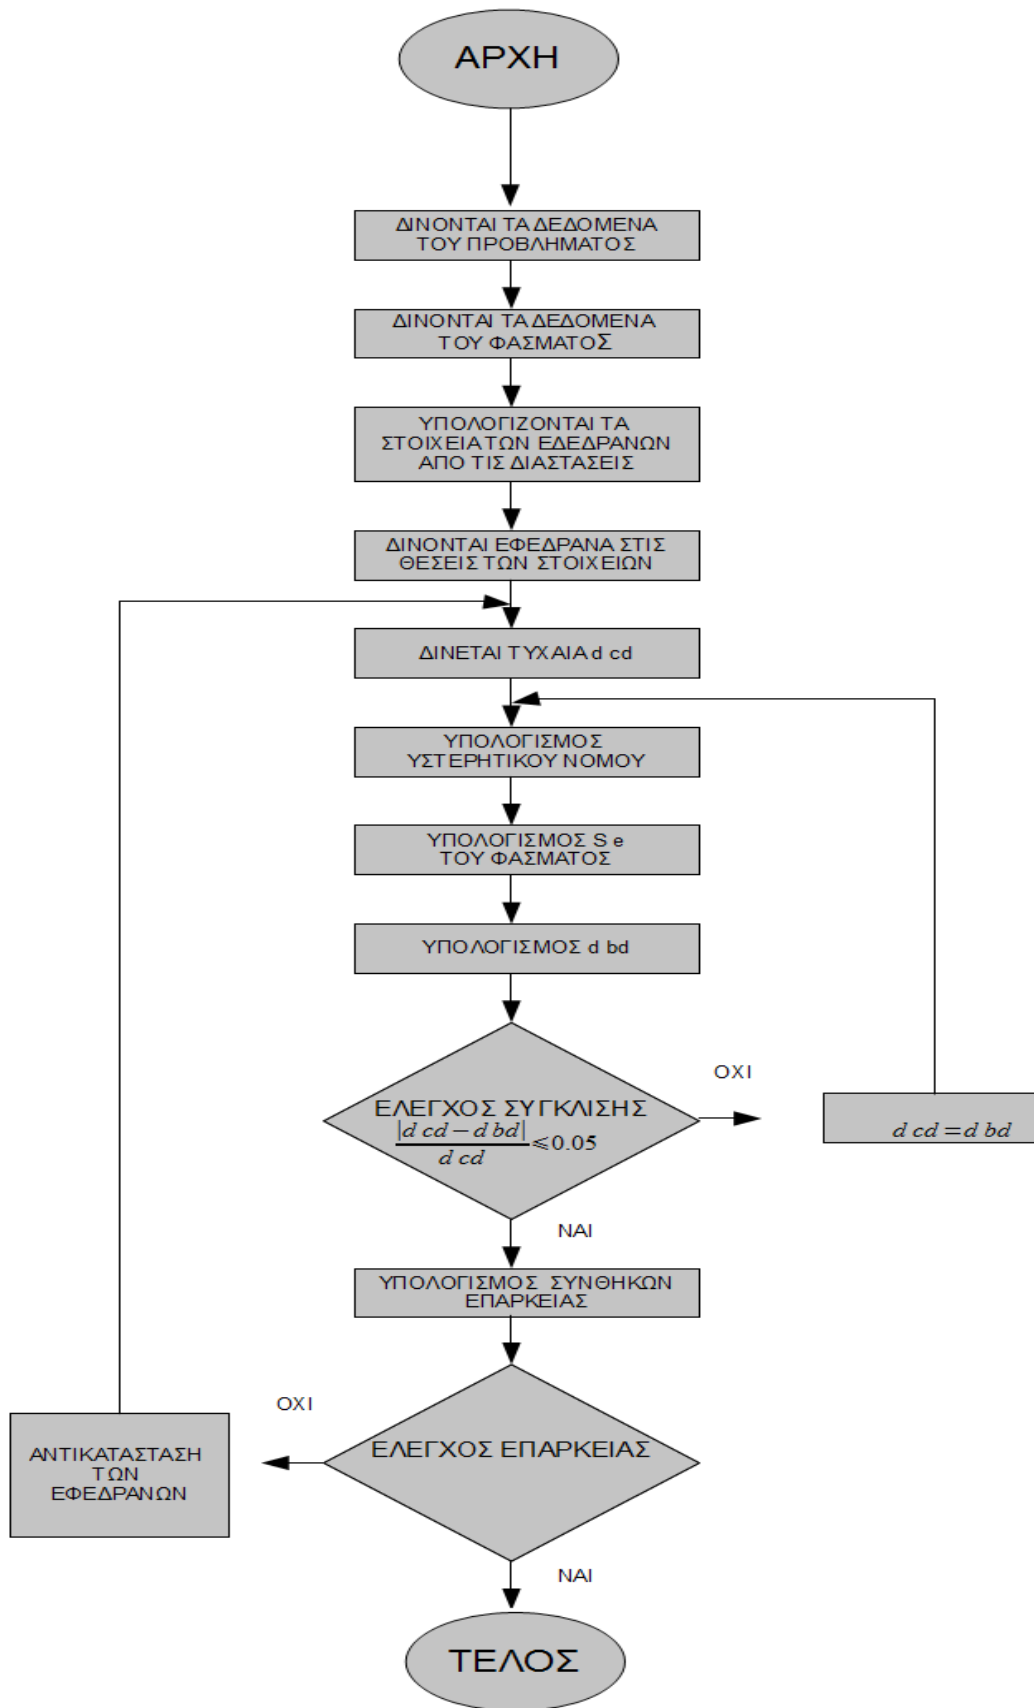 ΑΡΧΗ
ΔΙΝΟΝΤΑΙ ΤΑ ΔΕΔΟΜΕΝΑ
ΤΟΥ ΠΡΟΒΛΗΜΑΤΟΣ
ΔΙΝΟΝΤΑΙ ΤΑ ΔΕΔΟΜΕΝΑ
ΤΟΥ ΦΑΣΜΑΤΟΣ
ΥΠΟΛΟΓΙΖΟΝΤΑΙ ΤΑ
ΣΤΟΙΧΕΙΑ ΤΩΝ ΕΔΕΔΡΑΝΩΝ
ΑΠΟ ΤΙΣ ΔΙΑΣΤΑΣΕΙΣ
ΔΙΝΟΝΤΑΙ ΕΦΕΔΡΑΝΑ ΣΤΙΣ
ΘΕΣΕΙΣ ΤΩΝ ΣΤΟΙΧΕΙΩΝ
ΔΙΝΕΤΑΙ ΤΥΧΑΙΑ d cd
ΥΠΟΛΟΓΙΣΜΟΣ
ΥΣΤΕΡΗΤΙΚΟΥ ΝΟΜΟΥ
ΥΠΟΛΟΓΙΣΜΟΣ S e
ΤΟΥ ΦΑΣΜΑΤΟΣ
ΥΠΟΛΟΓΙΣΜΟΣ d bd
ΕΛΕΓΧΟΣ ΣΥΓΚΛΙΣΗΣ
|d cd − d bd| / d cd ⩽ 0.05
ΟΧΙ
d cd = d bd
ΝΑΙ
ΥΠΟΛΟΓΙΣΜΟΣ ΣΥΝΘΗΚΩΝ
ΕΠΑΡΚΕΙΑΣ
ΕΛΕΓΧΟΣ ΕΠΑΡΚΕΙΑΣ
ΟΧΙ
ΑΝΤΙΚΑΤΑΣΤΑΣΗ
ΤΩΝ
ΕΦΕΔΡΑΝΩΝ
ΝΑΙ
ΤΕΛΟΣ